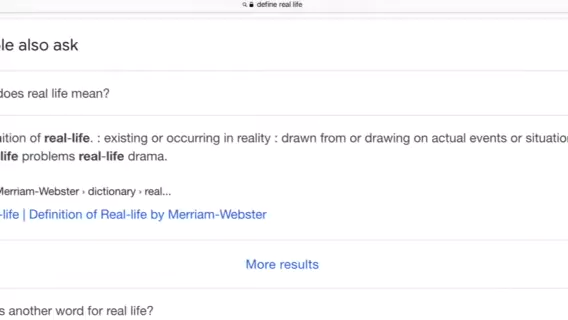 define real life
le also ask
does real life mean?
nition of real-life. : existing or occurring in reality : drawn from or drawing on actual events or situatio
life problems real-life drama.
Merriam-Webster › dictionary › real...
-life | Definition of Real-life by Merriam-Webster
More results
s another word for real life?